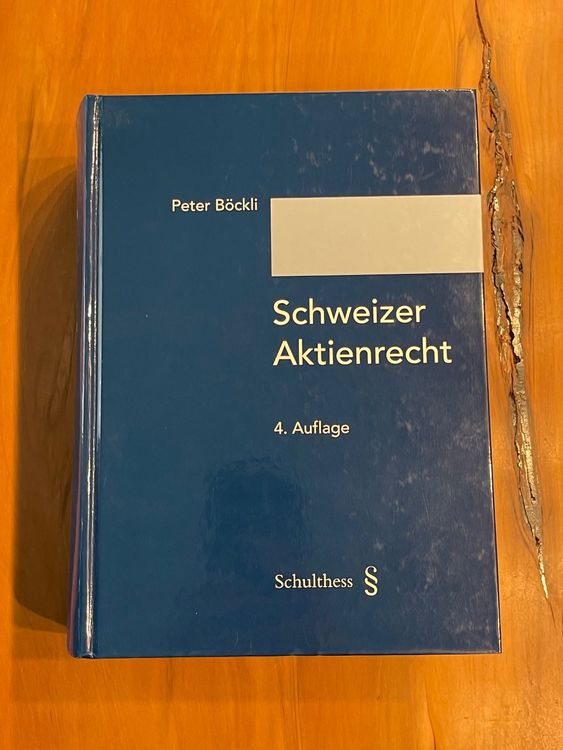 Peter Böckli
Schweizer
Aktienrecht
4. Auflage
Schulthess §